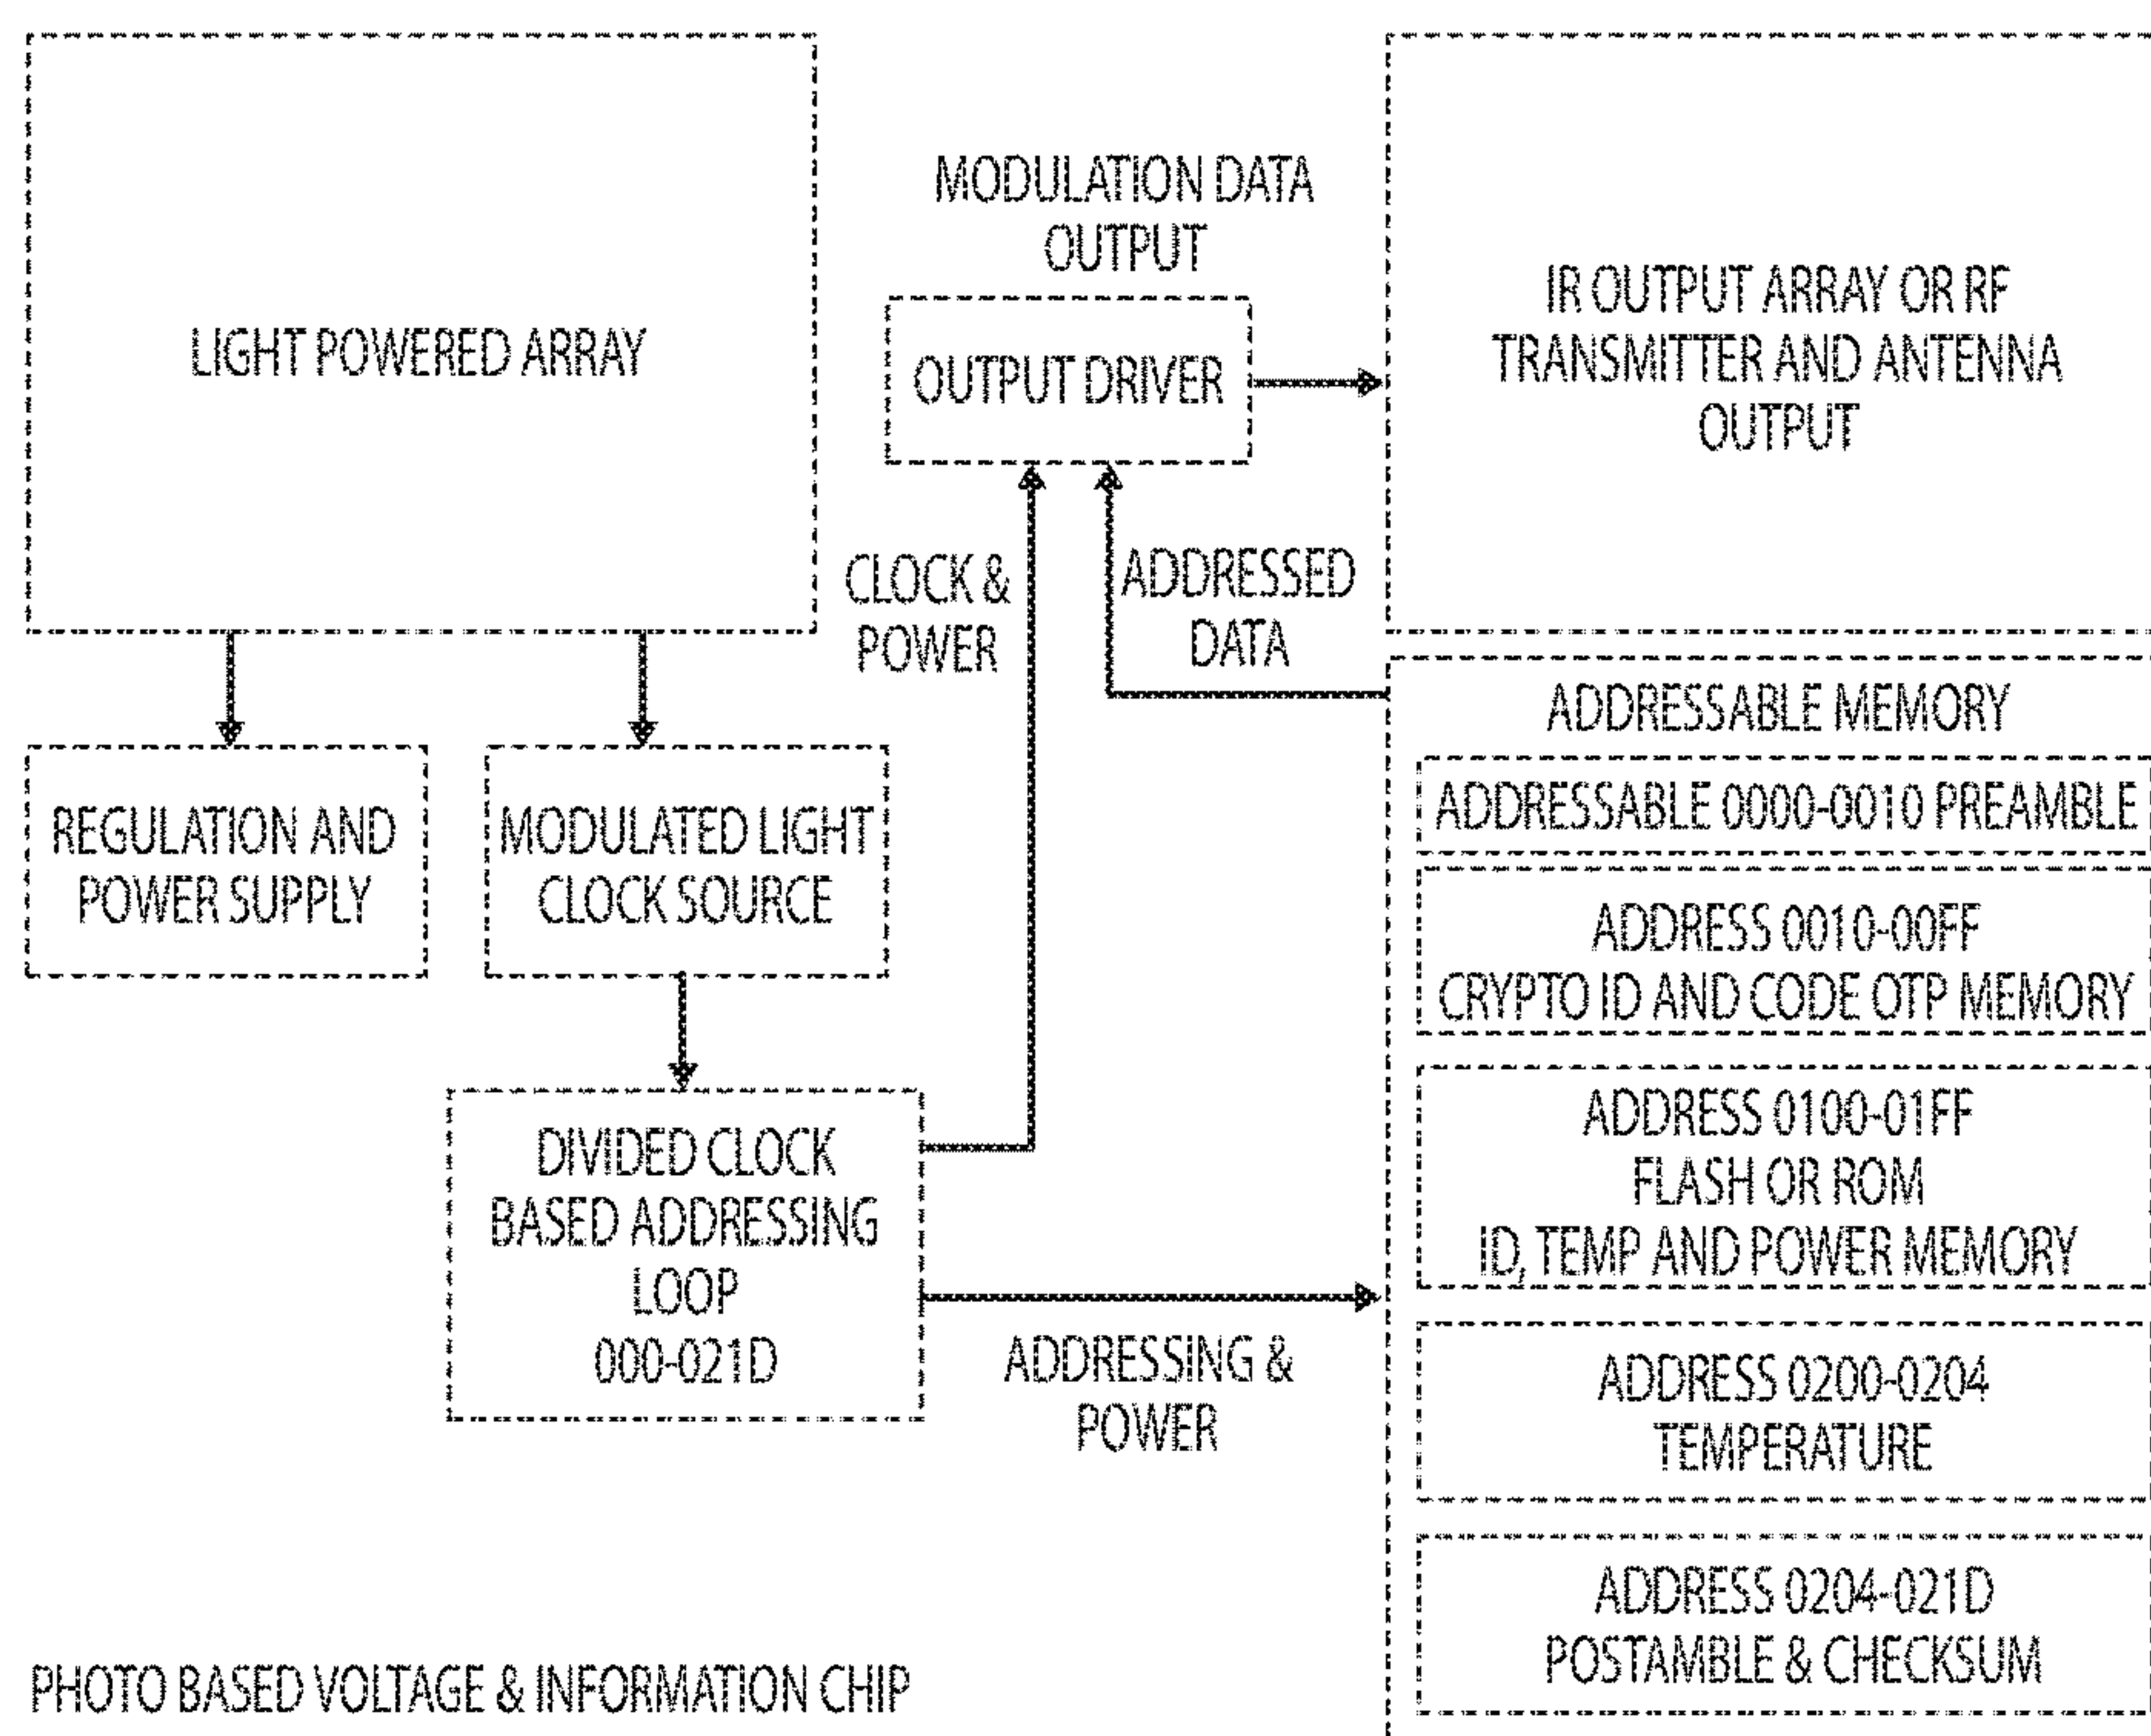 LIGHT POWERED ARRAY
MODULATION DATA
OUTPUT
OUTPUT DRIVER
IR OUTPUT ARRAY OR RF
TRANSMITTER AND ANTENNA
OUTPUT
CLOCK &
POWER
ADDRESSED
DATA
REGULATION AND
POWER SUPPLY
MODULATED LIGHT
CLOCK SOURCE
DIVIDED CLOCK
BASED ADDRESSING
LOOP
000-021D
ADDRESSING &
POWER
ADDRESSABLE MEMORY
ADDRESSABLE 0000-0010 PREAMBLE
ADDRESS 0010-00FF
CRYPTO ID AND CODE OTP MEMORY
ADDRESS 0100-01FF
FLASH OR ROM
ID, TEMP AND POWER MEMORY
ADDRESS 0200-0204
TEMPERATURE
ADDRESS 0204-021D
POSTAMBLE & CHECKSUM
PHOTO BASED VOLTAGE & INFORMATION CHIP